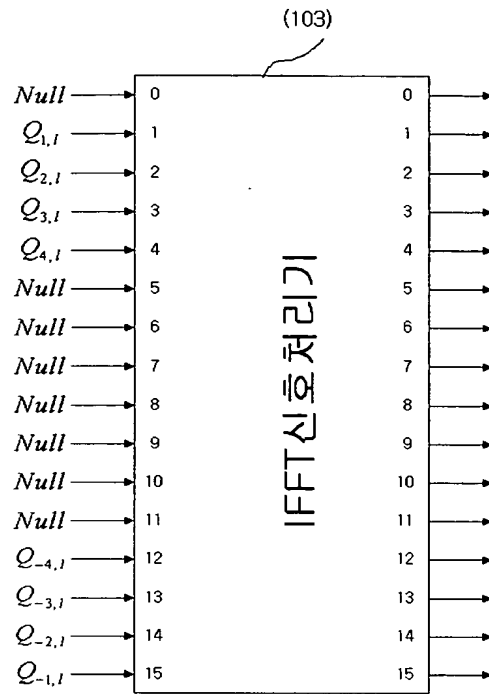 (103)
Null 0 0
Q1,l 1 1
Q2,l 2 2
Q3,l 3 3
Q4,l 4 4
Null 5 5
Null 6 6
Null 7 7
Null 8 8
Null 9 9
Null 10 10
Null 11 11
Q-4,l 12 12
Q-3,l 13 13
Q-2,l 14 14
Q-1,l 15 15
IFFT신호처리기